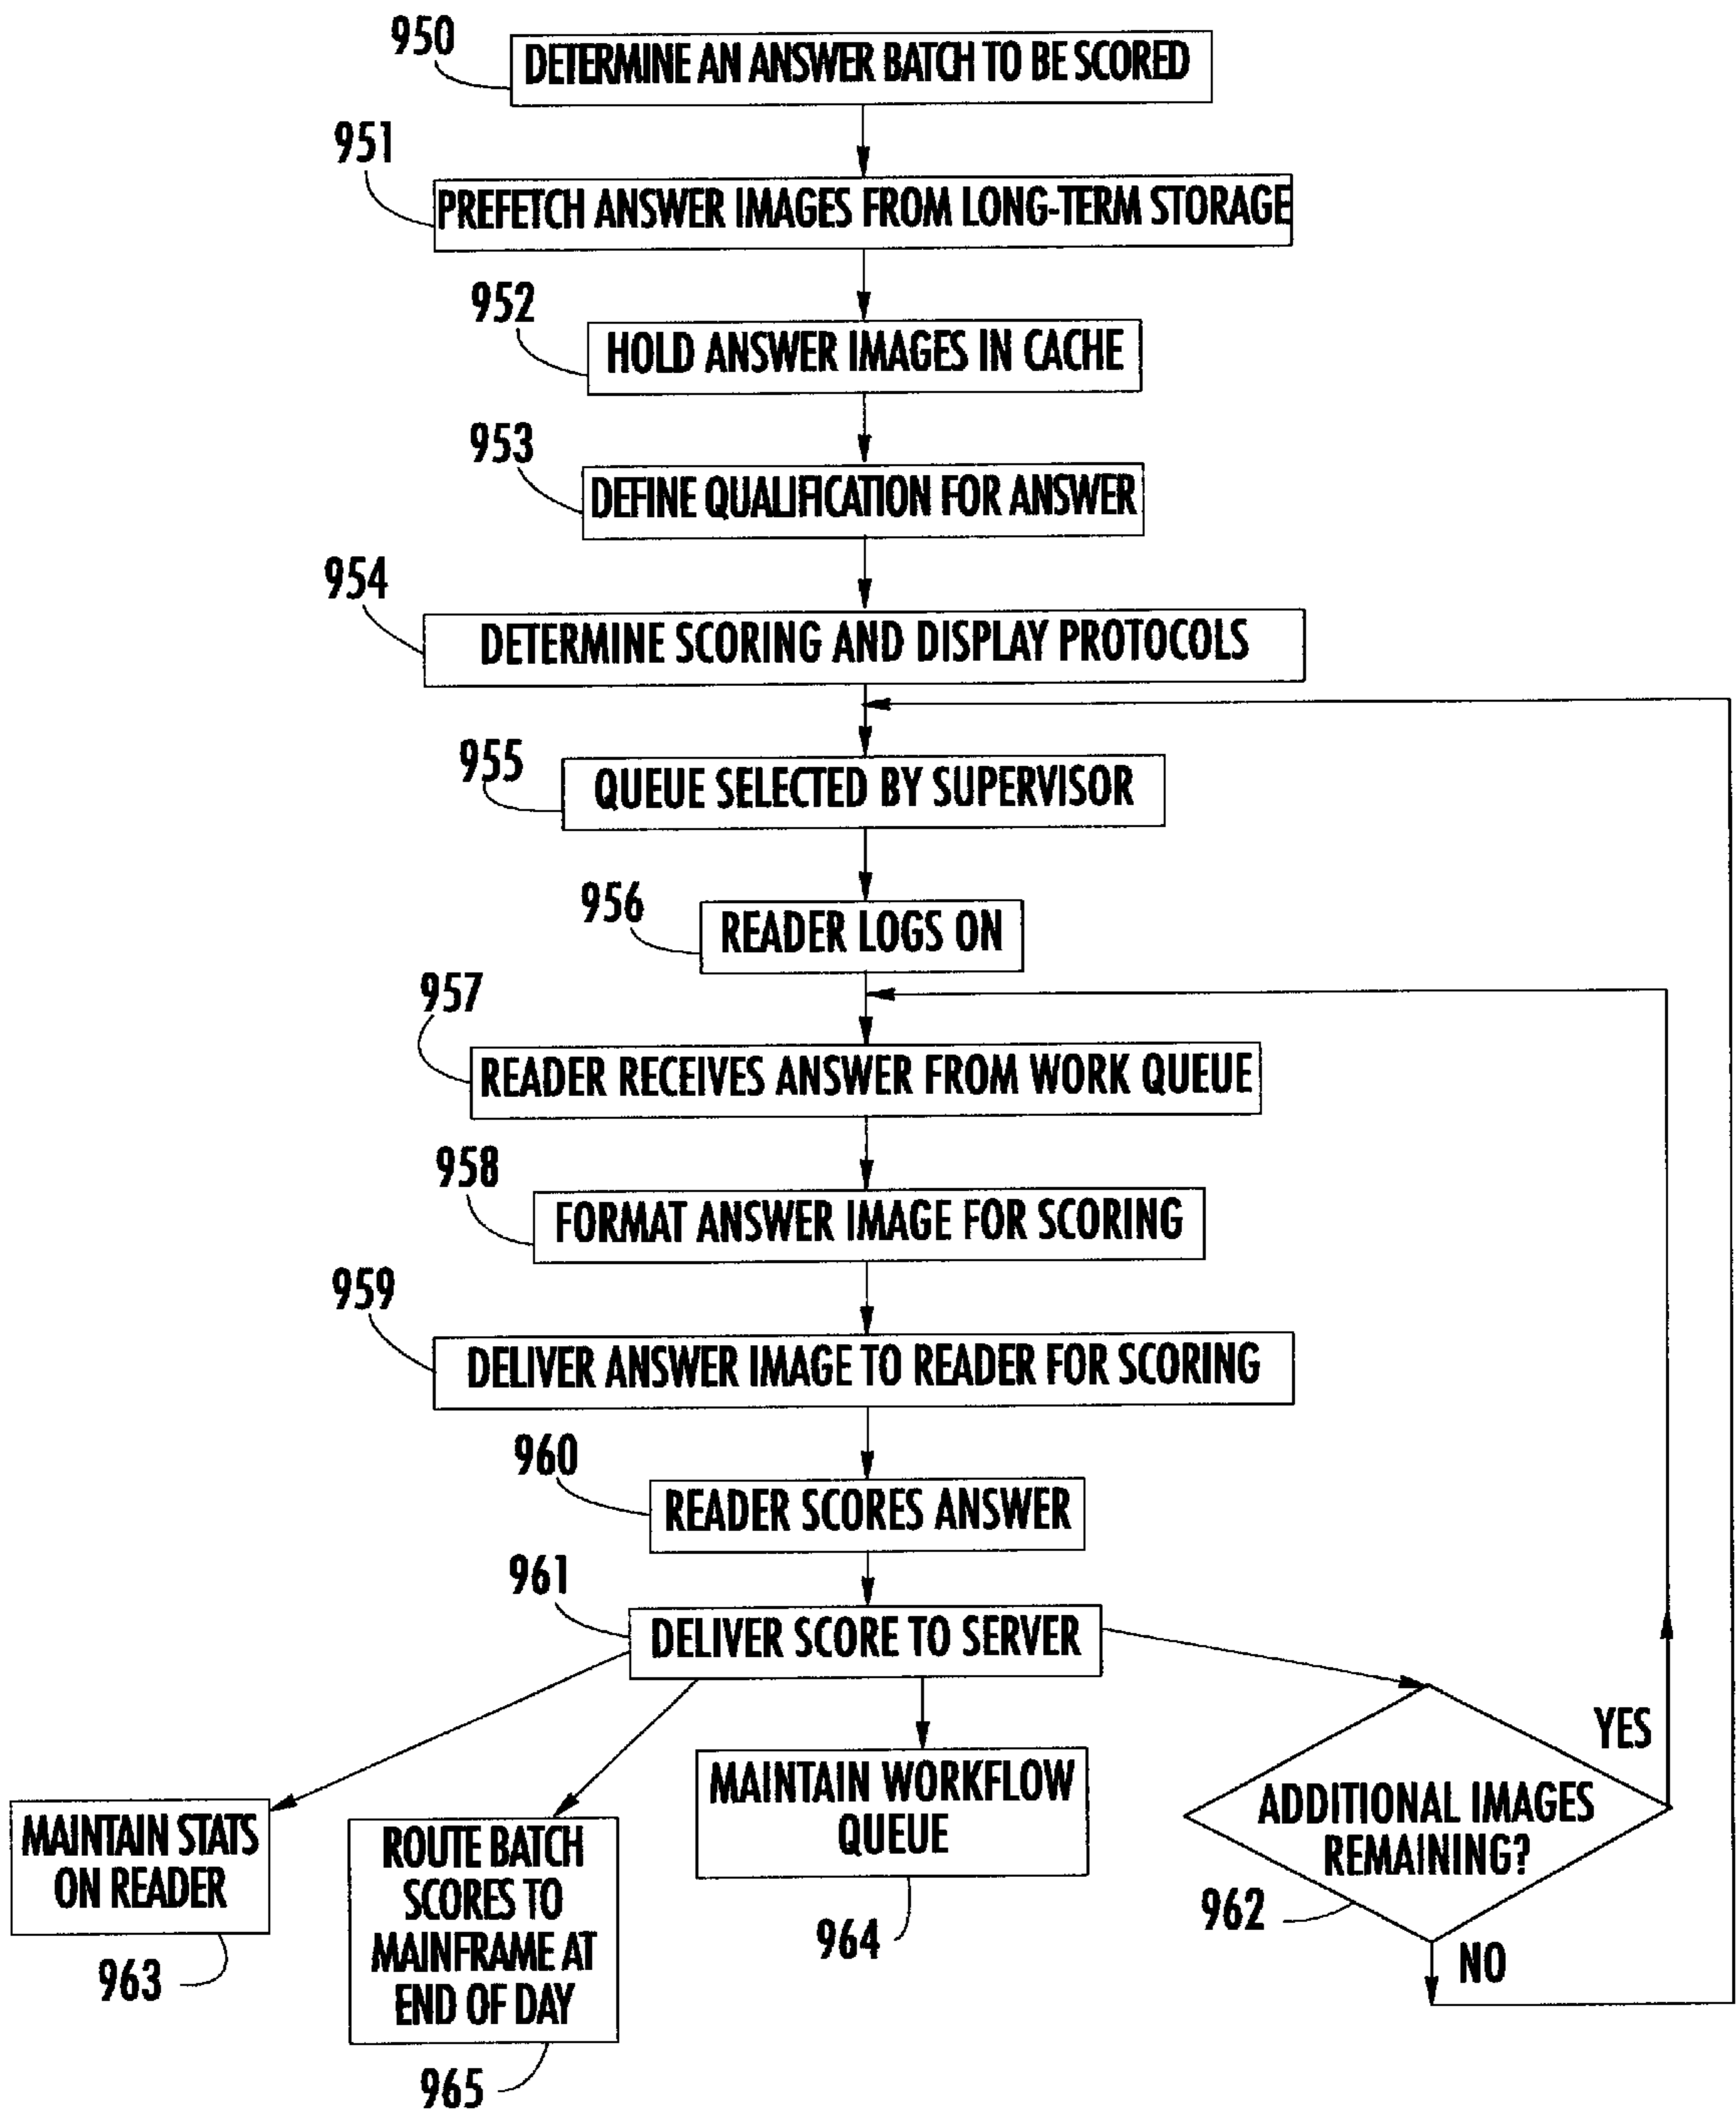 950
DETERMINE AN ANSWER BATCH TO BE SCORED
951
PREFETCH ANSWER IMAGES FROM LONG-TERM STORAGE
952
HOLD ANSWER IMAGES IN CACHE
953
DEFINE QUALIFICATION FOR ANSWER
954
DETERMINE SCORING AND DISPLAY PROTOCOLS
955
QUEUE SELECTED BY SUPERVISOR
956
READER LOGS ON
957
READER RECEIVES ANSWER FROM WORK QUEUE
958
FORMAT ANSWER IMAGE FOR SCORING
959
DELIVER ANSWER IMAGE TO READER FOR SCORING
960
READER SCORES ANSWER
961
DELIVER SCORE TO SERVER
MAINTAIN STATS
ON READER
963
ROUTE BATCH
SCORES TO
MAINFRAME AT
END OF DAY
965
MAINTAIN WORKFLOW
QUEUE
964
YES
ADDITIONAL IMAGES
REMAINING?
962
NO